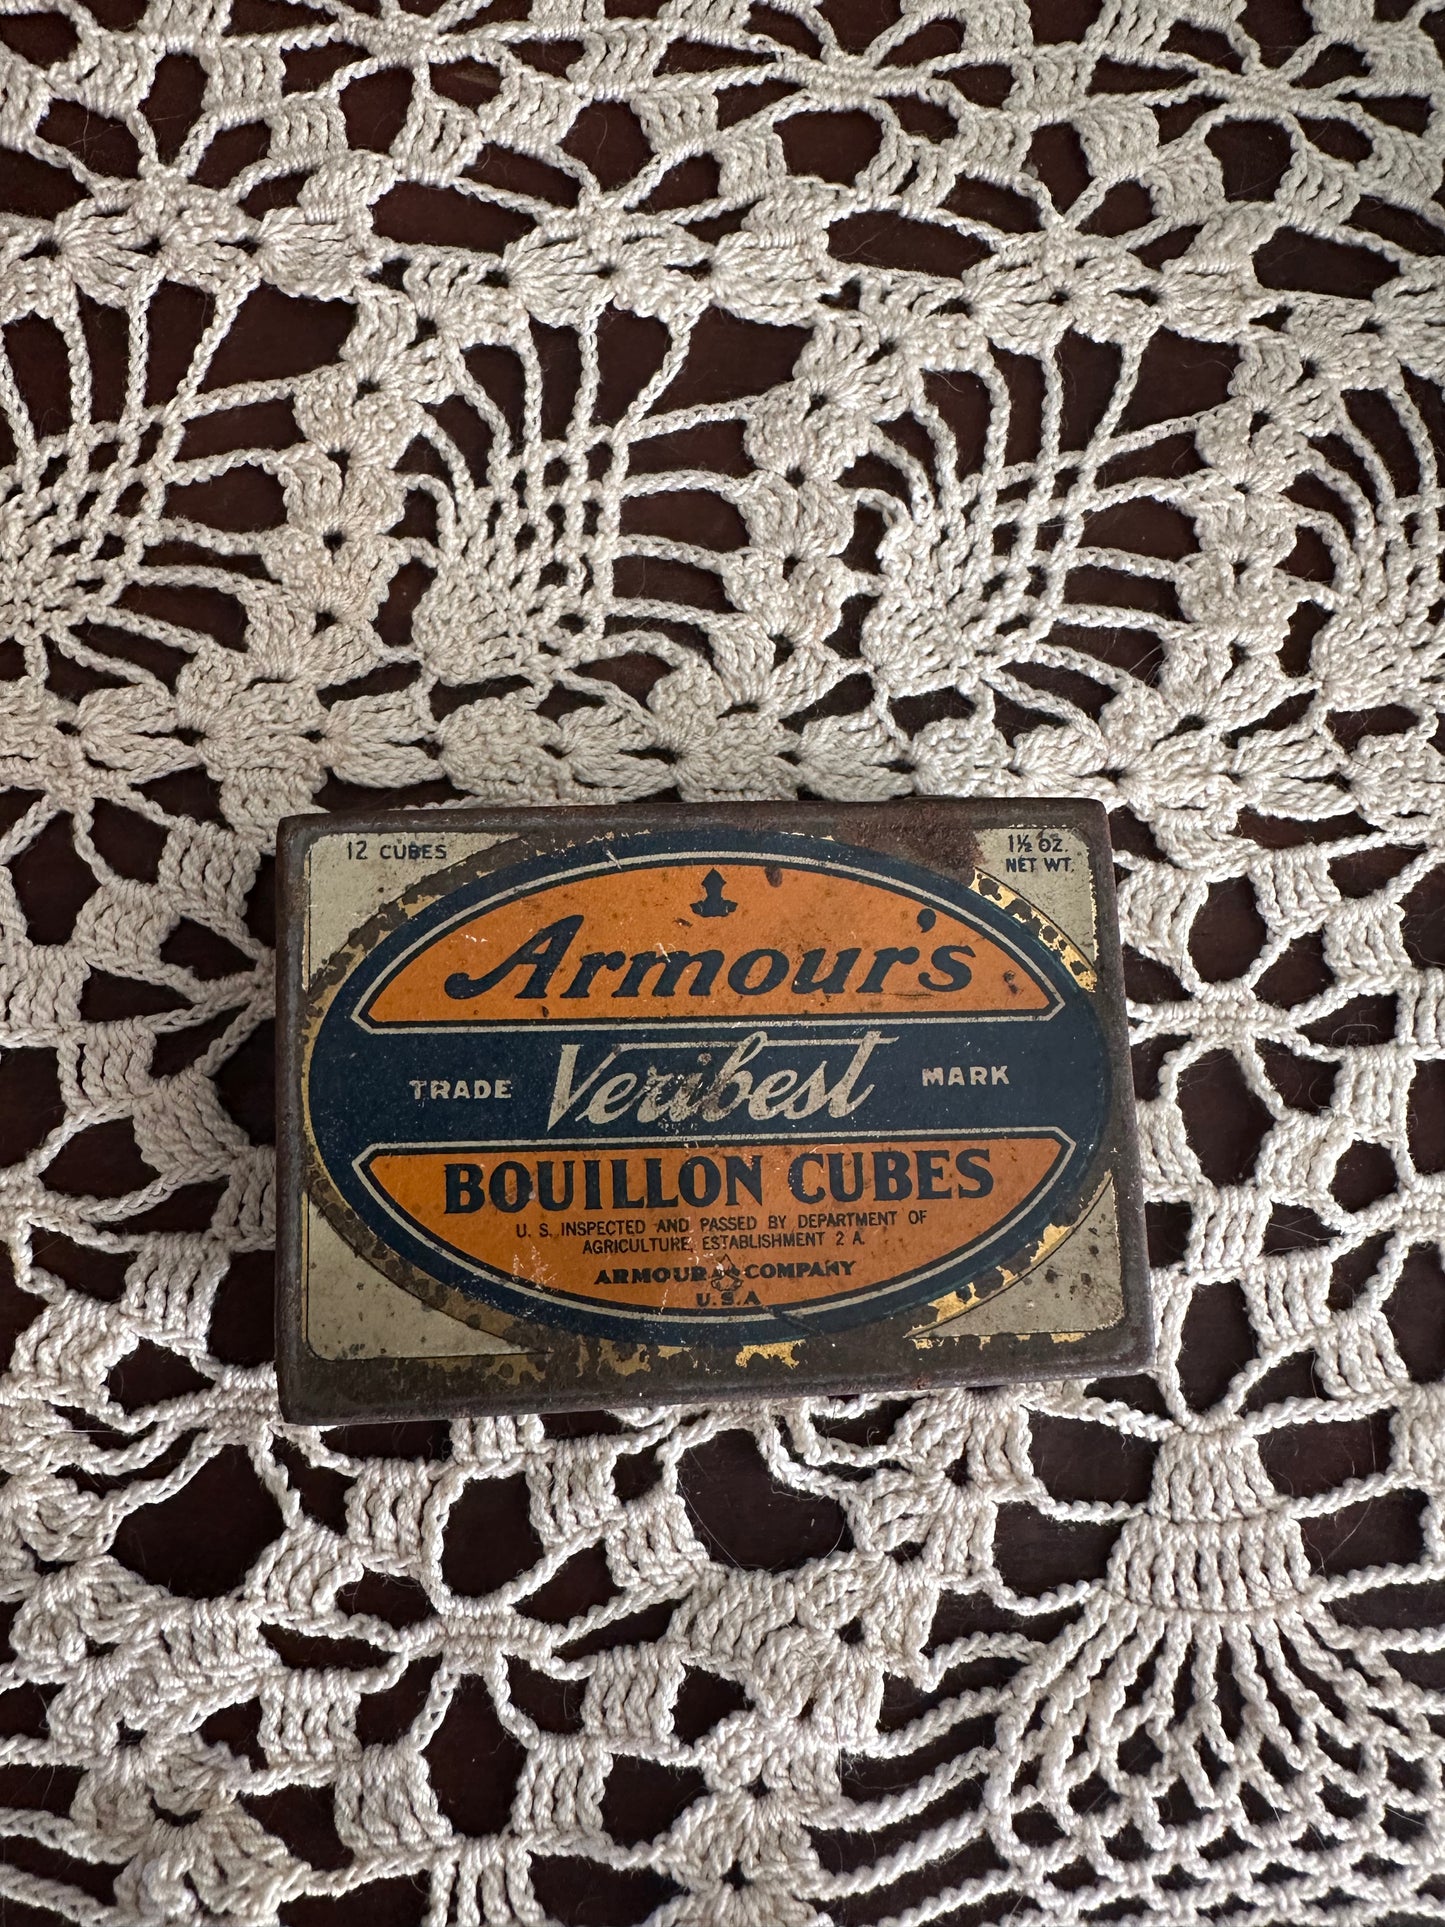 12 CUBES
1½ OZ.
NET WT.
Armour's
TRADE Veribest MARK
BOUILLON CUBES
U. S. INSPECTED AND PASSED BY DEPARTMENT OF
AGRICULTURE, ESTABLISHMENT 2 A.
ARMOUR AND COMPANY
U.S.A